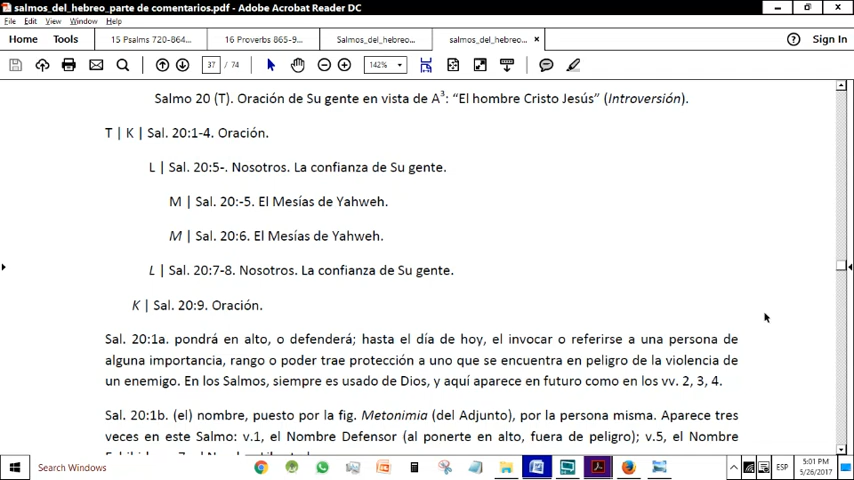 salmos_del_hebreo_parte de comentarios.pdf - Adobe Acrobat Reader DC
File Edit View Window Help
Home Tools 15 Psalms 720-864... 16 Proverbs 865-9... Salmos_del_hebreo... salmos_del_hebreo... × Sign In
37 / 74 142%
Salmo 20 (T). Oración de Su gente en vista de A³: “El hombre Cristo Jesús” (Introversión).
T | K | Sal. 20:1-4. Oración.
L | Sal. 20:5-. Nosotros. La confianza de Su gente.
M | Sal. 20:-5. El Mesías de Yahweh.
M | Sal. 20:6. El Mesías de Yahweh.
L | Sal. 20:7-8. Nosotros. La confianza de Su gente.
K | Sal. 20:9. Oración.
Sal. 20:1a. pondrá en alto, o defenderá; hasta el día de hoy, el invocar o referirse a una persona de
alguna importancia, rango o poder trae protección a uno que se encuentra en peligro de la violencia de
un enemigo. En los Salmos, siempre es usado de Dios, y aquí aparece en futuro como en los vv. 2, 3, 4.
Sal. 20:1b. (el) nombre, puesto por la fig. Metonimia (del Adjunto), por la persona misma. Aparece tres
veces en este Salmo: v.1, el Nombre Defensor (al ponerte en alto, fuera de peligro); v.5, el Nombre
Search Windows ESP 5:01 PM
5/26/2017